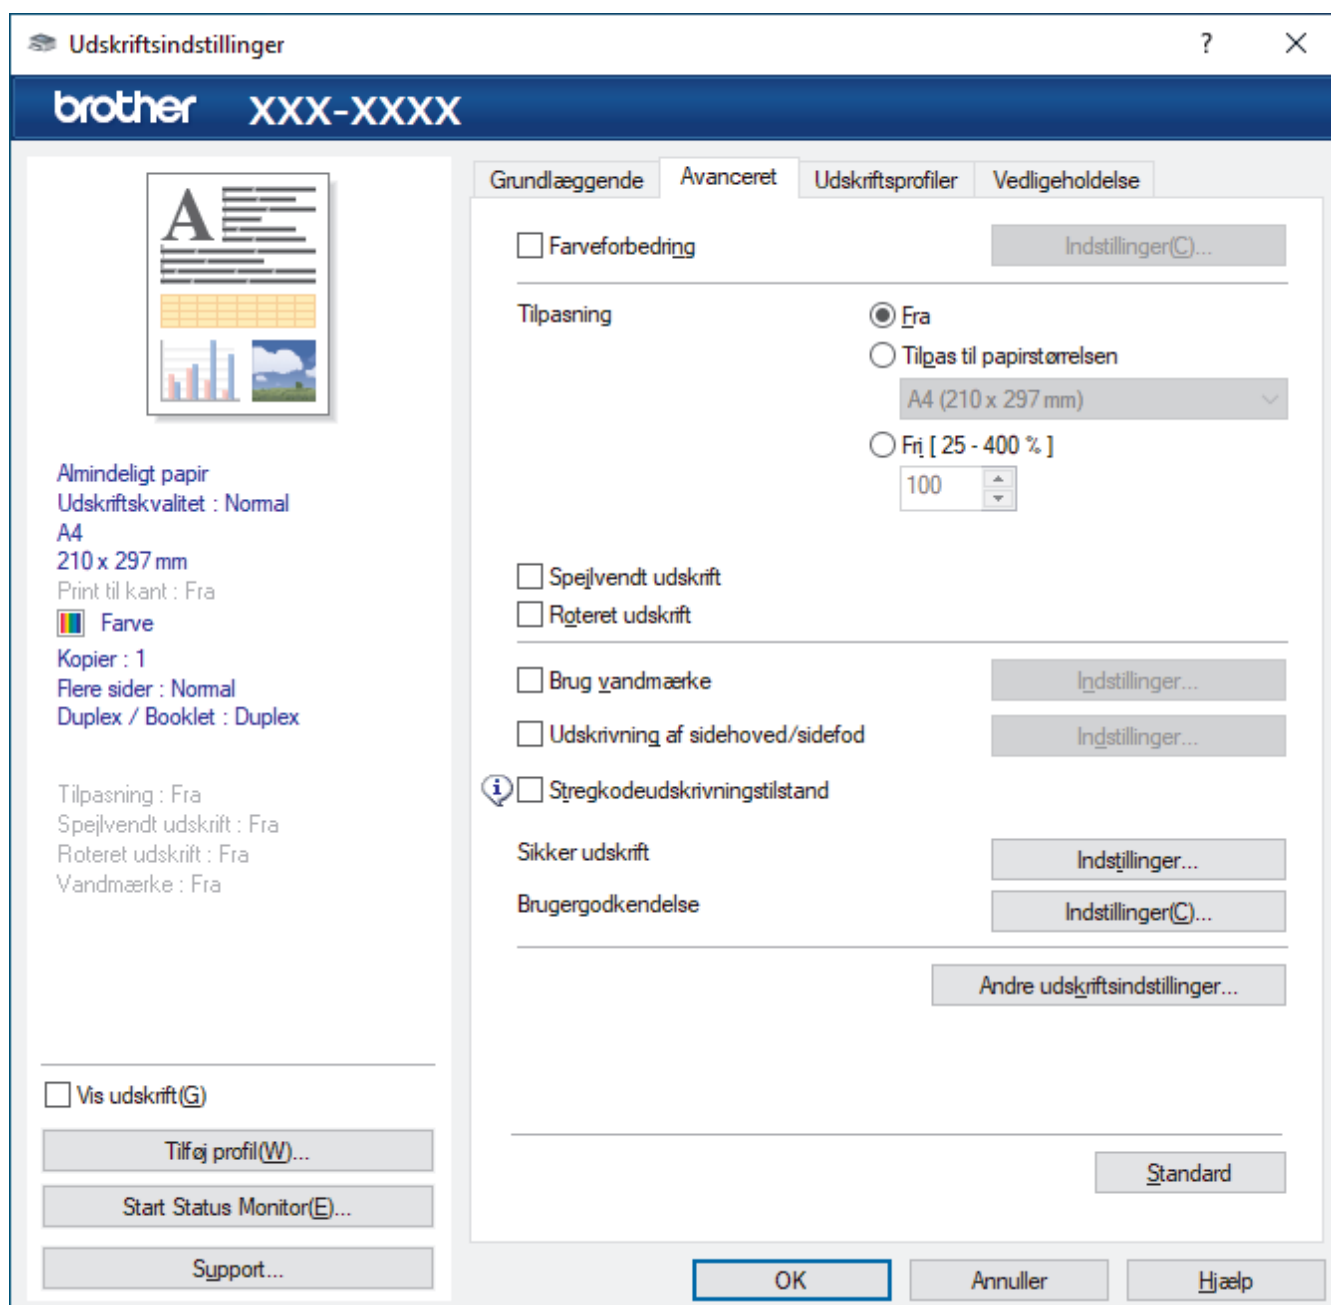 Udskriftsindstillinger
?
brother XXX-XXXX
A
Almindeligt papir
Udskriftskvalitet : Normal
A4
210 x 297 mm
Print til kant : Fra
Farve
Kopier : 1
Flere sider : Normal
Duplex / Booklet : Duplex
Tilpasning : Fra
Spejlvendt udskrift : Fra
Roteret udskrift : Fra
Vandmærke : Fra
Vis udskrift(G)
Tilføj profil(W)...
Start Status Monitor(E)...
Support...
Grundlæggende Avanceret Udskriftsprofiler Vedligeholdelse
Farveforbedring Indstillinger(C)...
Tilpasning Fra
Tilpas til papirstørrelsen
A4 (210 x 297 mm)
Fri [ 25 - 400 % ]
100
Spejlvendt udskrift
Roteret udskrift
Brug vandmærke Indstillinger...
Udskrivning af sidehoved/sidefod Indstillinger...
Stregkodeudskrivningstilstand
Sikker udskrift Indstillinger...
Brugergodkendelse Indstillinger(C)...
Andre udskriftsindstillinger...
Standard
OK Annuller Hjælp